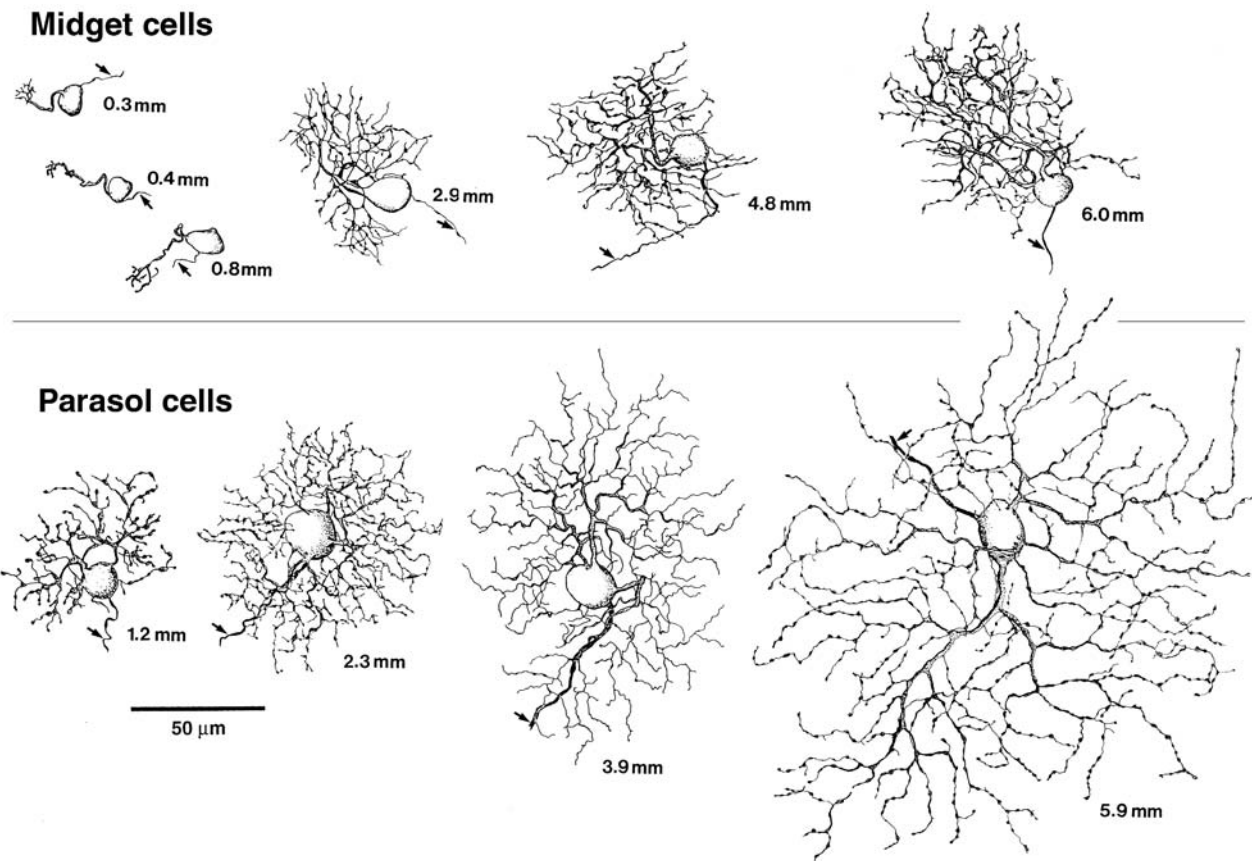 Midget cells
0.3 mm
0.4 mm
0.8 mm
2.9 mm
4.8 mm
6.0 mm
Parasol cells
1.2 mm
2.3 mm
3.9 mm
5.9 mm
50 μm